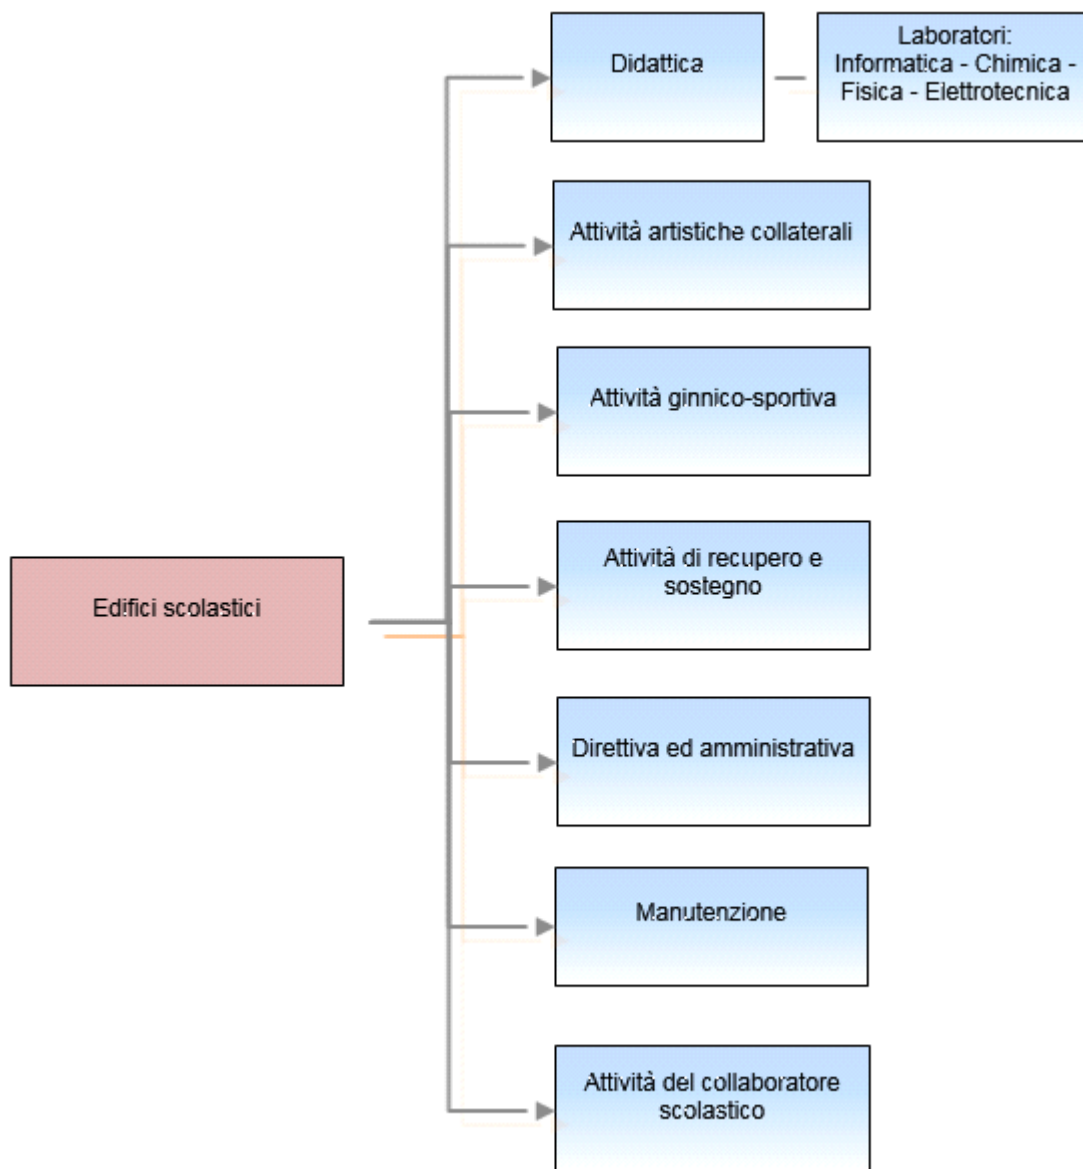 Didattica
Laboratori:
Informatica - Chimica -
Fisica - Elettrotecnica
Attività artistiche collaterali
Attività ginnico-sportiva
Attività di recupero e
sostegno
Edifici scolastici
Direttiva ed amministrativa
Manutenzione
Attività del collaboratore
scolastico